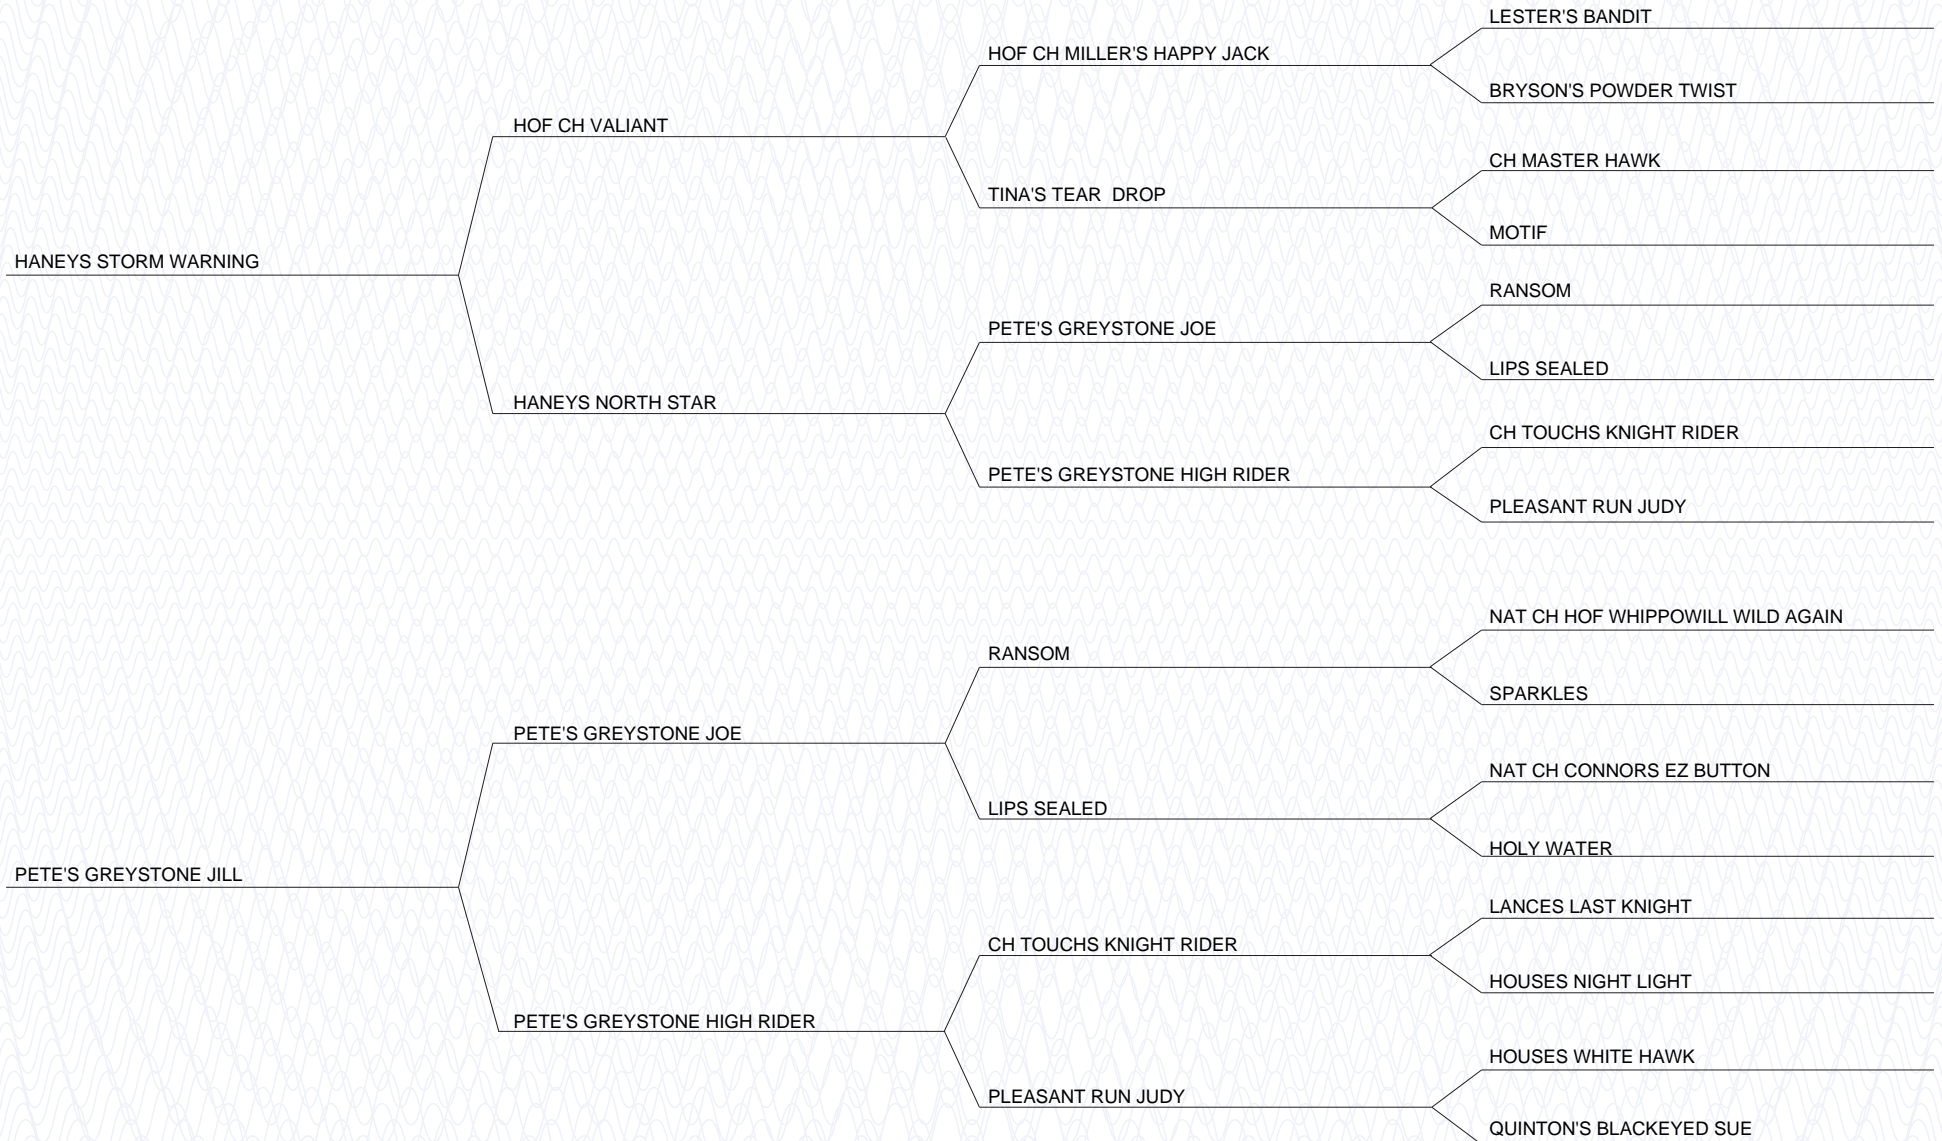 LESTER'S BANDIT
HOF CH MILLER'S HAPPY JACK
BRYSON'S POWDER TWIST
HOF CH VALIANT
CH MASTER HAWK
TINA'S TEAR  DROP
MOTIF
HANEYS STORM WARNING
RANSOM
PETE'S GREYSTONE JOE
LIPS SEALED
HANEYS NORTH STAR
CH TOUCHS KNIGHT RIDER
PETE'S GREYSTONE HIGH RIDER
PLEASANT RUN JUDY
NAT CH HOF WHIPPOWILL WILD AGAIN
RANSOM
SPARKLES
PETE'S GREYSTONE JOE
NAT CH CONNORS EZ BUTTON
LIPS SEALED
HOLY WATER
PETE'S GREYSTONE JILL
LANCES LAST KNIGHT
CH TOUCHS KNIGHT RIDER
HOUSES NIGHT LIGHT
PETE'S GREYSTONE HIGH RIDER
HOUSES WHITE HAWK
PLEASANT RUN JUDY
QUINTON'S BLACKEYED SUE